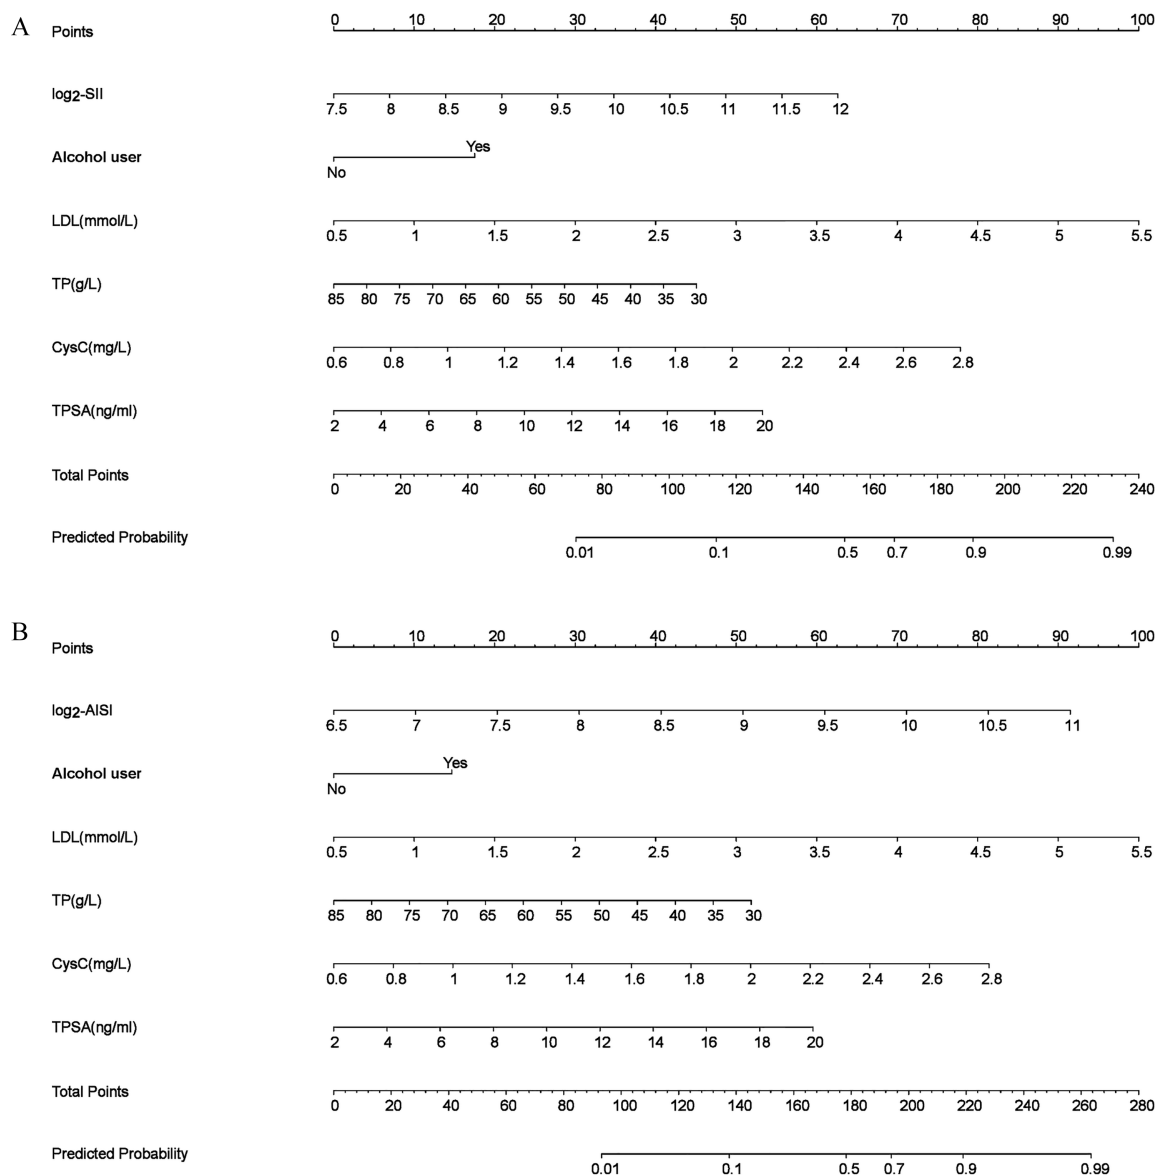 A
Points 0 10 20 30 40 50 60 70 80 90 100
log2-SII 7.5 8 8.5 9 9.5 10 10.5 11 11.5 12
Yes
Alcohol user
No
LDL(mmol/L) 0.5 1 1.5 2 2.5 3 3.5 4 4.5 5 5.5
TP(g/L) 85 80 75 70 65 60 55 50 45 40 35 30
CysC(mg/L) 0.6 0.8 1 1.2 1.4 1.6 1.8 2 2.2 2.4 2.6 2.8
TPSA(ng/ml) 2 4 6 8 10 12 14 16 18 20
Total Points 0 20 40 60 80 100 120 140 160 180 200 220 240
Predicted Probability 0.01 0.1 0.5 0.7 0.9 0.99
B
Points 0 10 20 30 40 50 60 70 80 90 100
log2-AISI 6.5 7 7.5 8 8.5 9 9.5 10 10.5 11
Yes
Alcohol user
No
LDL(mmol/L) 0.5 1 1.5 2 2.5 3 3.5 4 4.5 5 5.5
TP(g/L) 85 80 75 70 65 60 55 50 45 40 35 30
CysC(mg/L) 0.6 0.8 1 1.2 1.4 1.6 1.8 2 2.2 2.4 2.6 2.8
TPSA(ng/ml) 2 4 6 8 10 12 14 16 18 20
Total Points 0 20 40 60 80 100 120 140 160 180 200 220 240 260 280
Predicted Probability 0.01 0.1 0.5 0.7 0.9 0.99